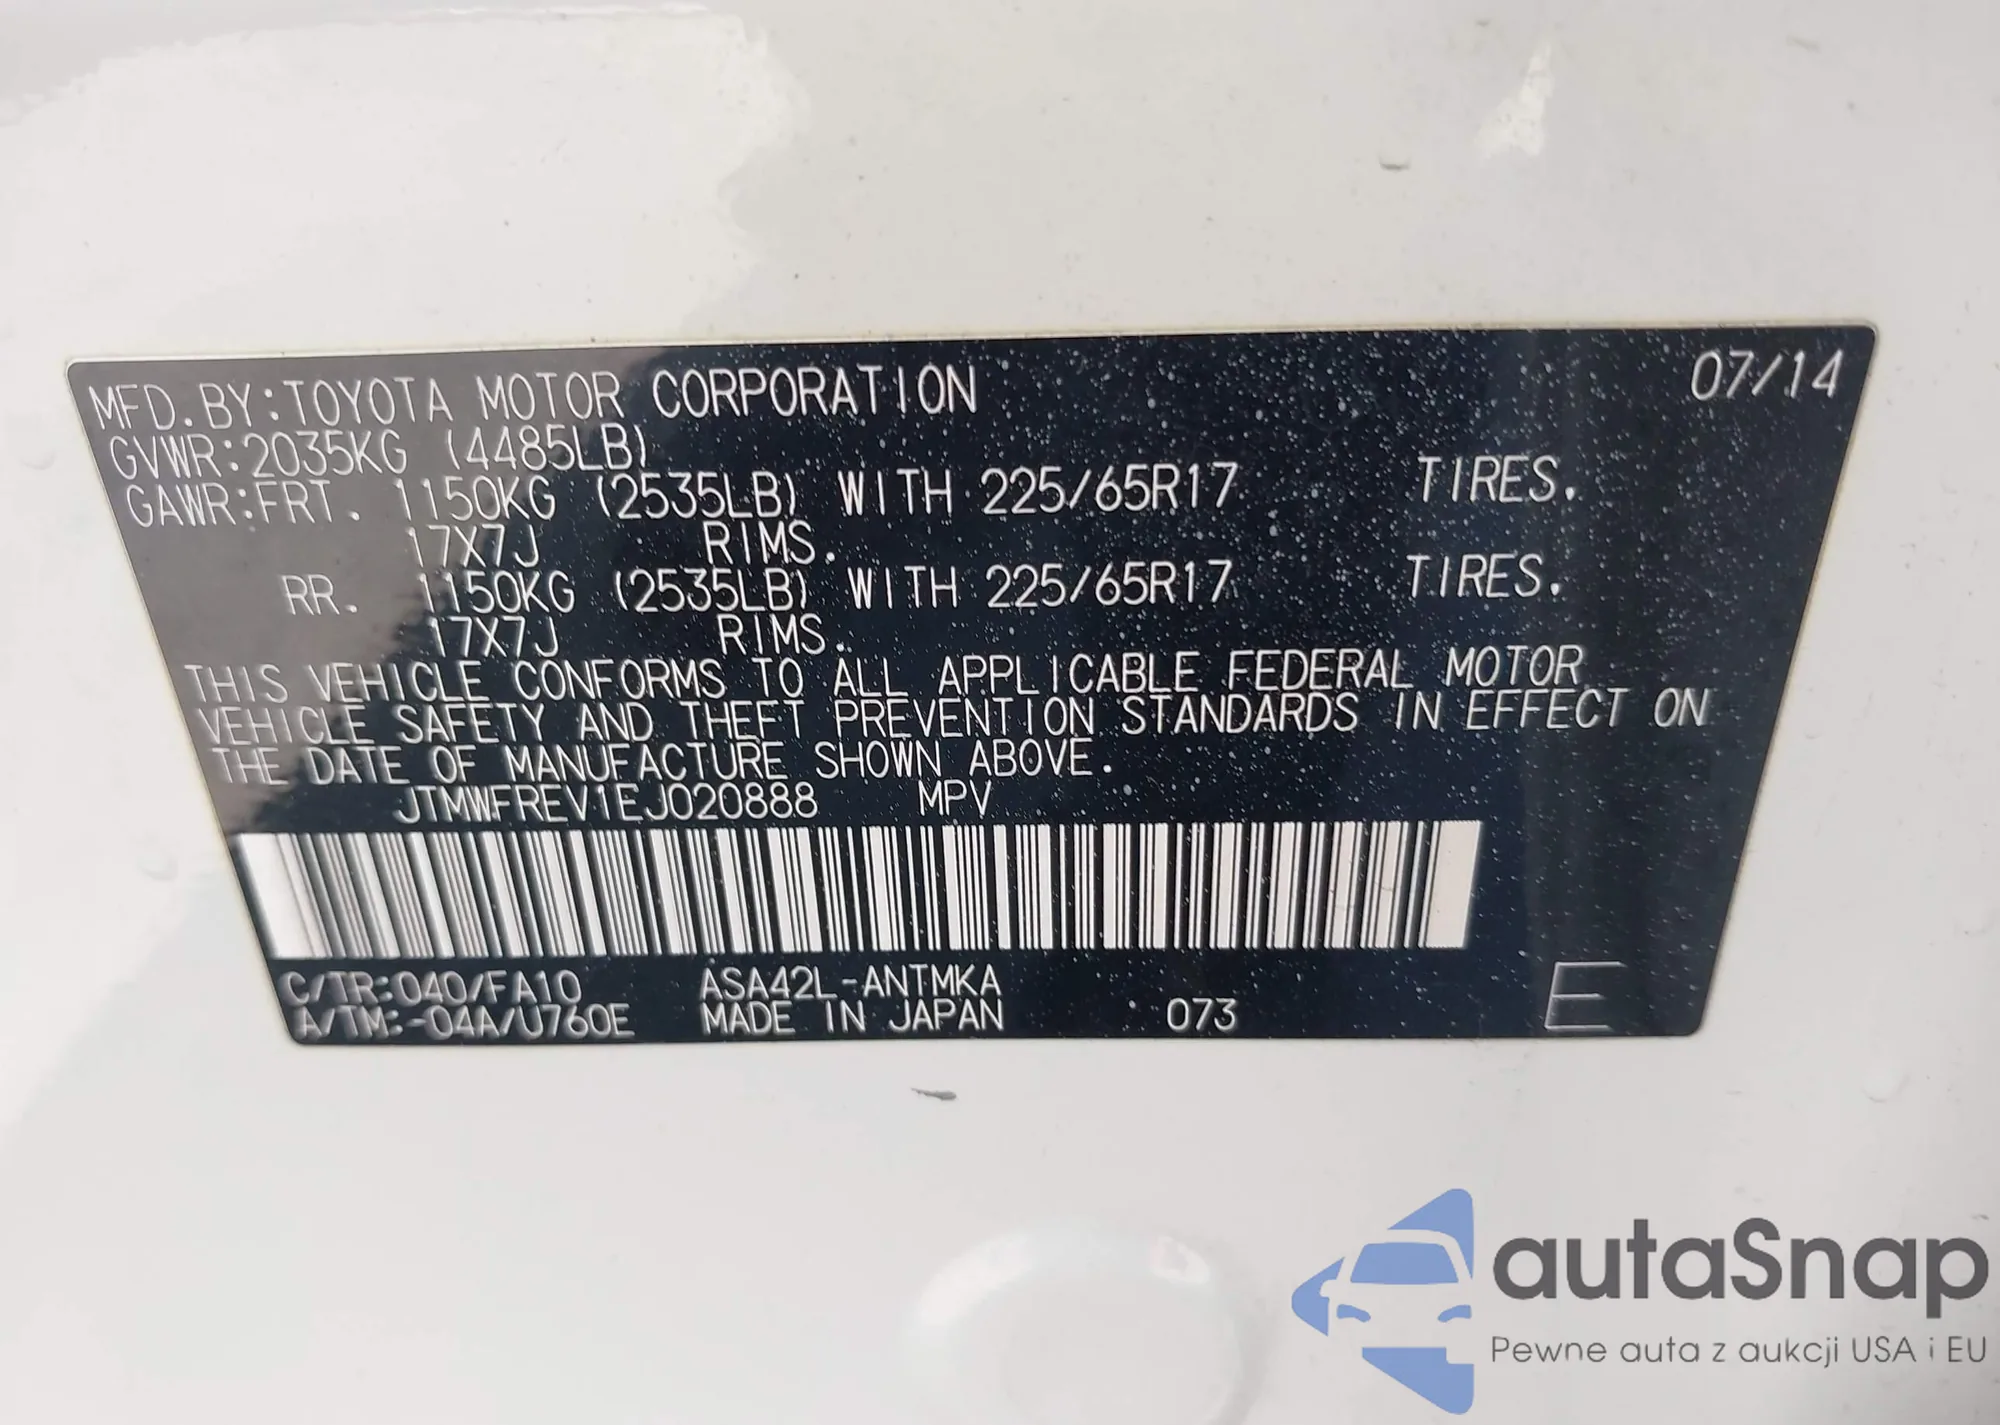 07/14
MFD. BY:TOYOTA MOTOR CORPORATION
GVWR:2035KG (4485LB)
GAWR:FRT. 1150KG (2535LB) WITH 225/65R17 TIRES.
17X7J RIMS.
RR. 1150KG (2535LB) WITH 225/65R17 TIRES.
17X7J RIMS.
THIS VEHICLE CONFORMS TO ALL APPLICABLE FEDERAL MOTOR
VEHICLE SAFETY AND THEFT PREVENTION STANDARDS IN EFFECT ON
THE DATE OF MANUFACTURE SHOWN ABOVE.
JTMWFREV1EJ020888 MPV
C/TR:040/FA10 ASA42L-ANTMKA
A/TM:-04A/U760E MADE IN JAPAN 073 E
autaSnap
Pewne auta z aukcji USA i EU